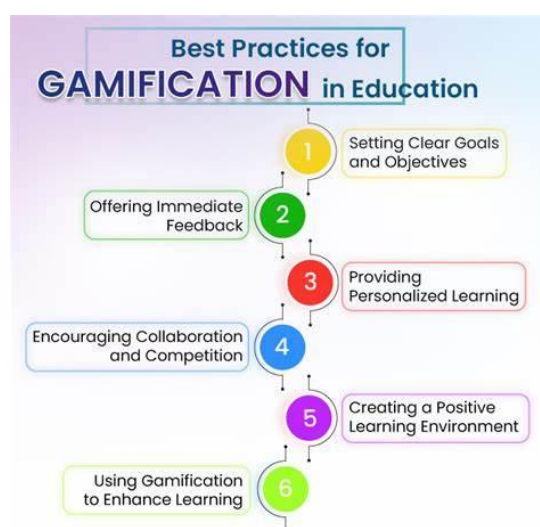 Best Practices for
GAMIFICATION in Education
1
Setting Clear Goals
and Objectives
Offering Immediate
Feedback
2
3
Providing
Personalized Learning
Encouraging Collaboration
and Competition
4
5
Creating a Positive
Learning Environment
Using Gamification
to Enhance Learning
6